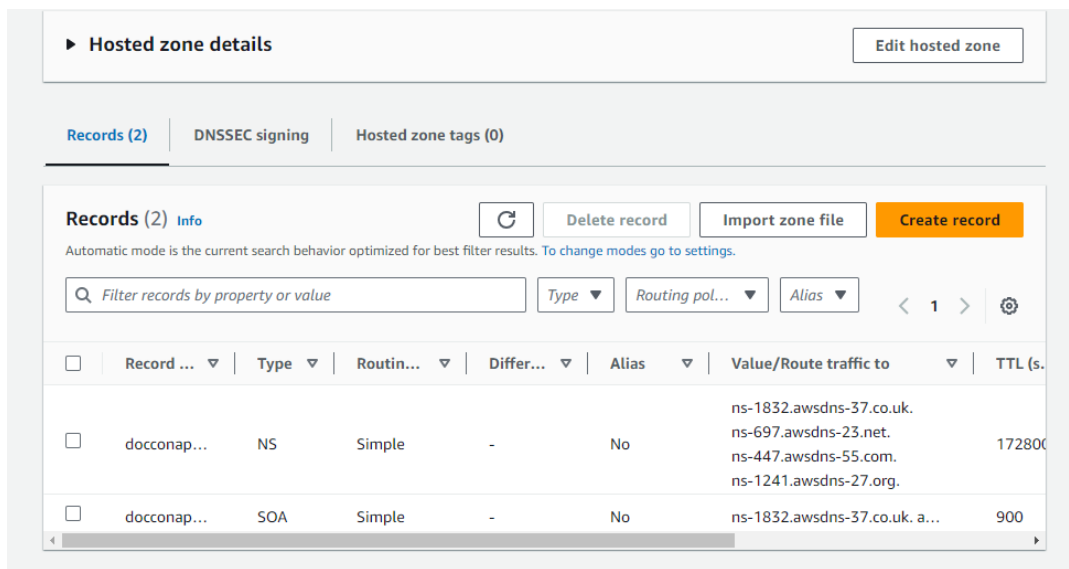 Hosted zone details
Edit hosted zone
Records (2)
DNSSEC signing
Hosted zone tags (0)
Records (2) Info
Delete record
Import zone file
Create record
Automatic mode is the current search behavior optimized for best filter results. To change modes go to settings.
Filter records by property or value
Type
Routing pol...
Alias
1
Record ... Type Routin... Differ... Alias Value/Route traffic to TTL (s.
docconap... NS Simple - No
ns-1832.awsdns-37.co.uk.
ns-697.awsdns-23.net.
ns-447.awsdns-55.com.
ns-1241.awsdns-27.org.
172800
docconap... SOA Simple - No ns-1832.awsdns-37.co.uk. a... 900